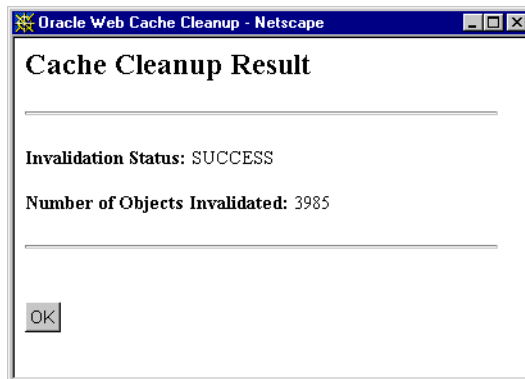 Oracle Web Cache Cleanup - Netscape
Cache Cleanup Result
Invalidation Status: SUCCESS
Number of Objects Invalidated: 3985
OK